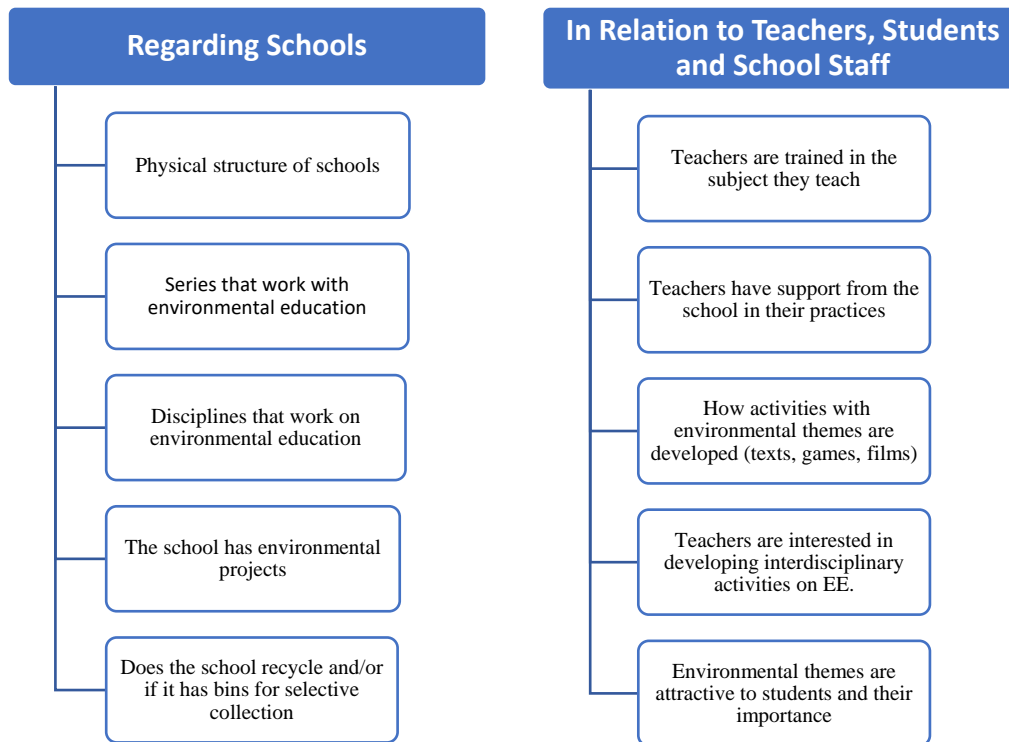 Regarding Schools
Physical structure of schools
Series that work with
environmental education
Disciplines that work on
environmental education
The school has environmental
projects
Does the school recycle and/or
if it has bins for selective
collection
In Relation to Teachers, Students
and School Staff
Teachers are trained in the
subject they teach
Teachers have support from the
school in their practices
How activities with
environmental themes are
developed (texts, games, films)
Teachers are interested in
developing interdisciplinary
activities on EE.
Environmental themes are
attractive to students and their
importance